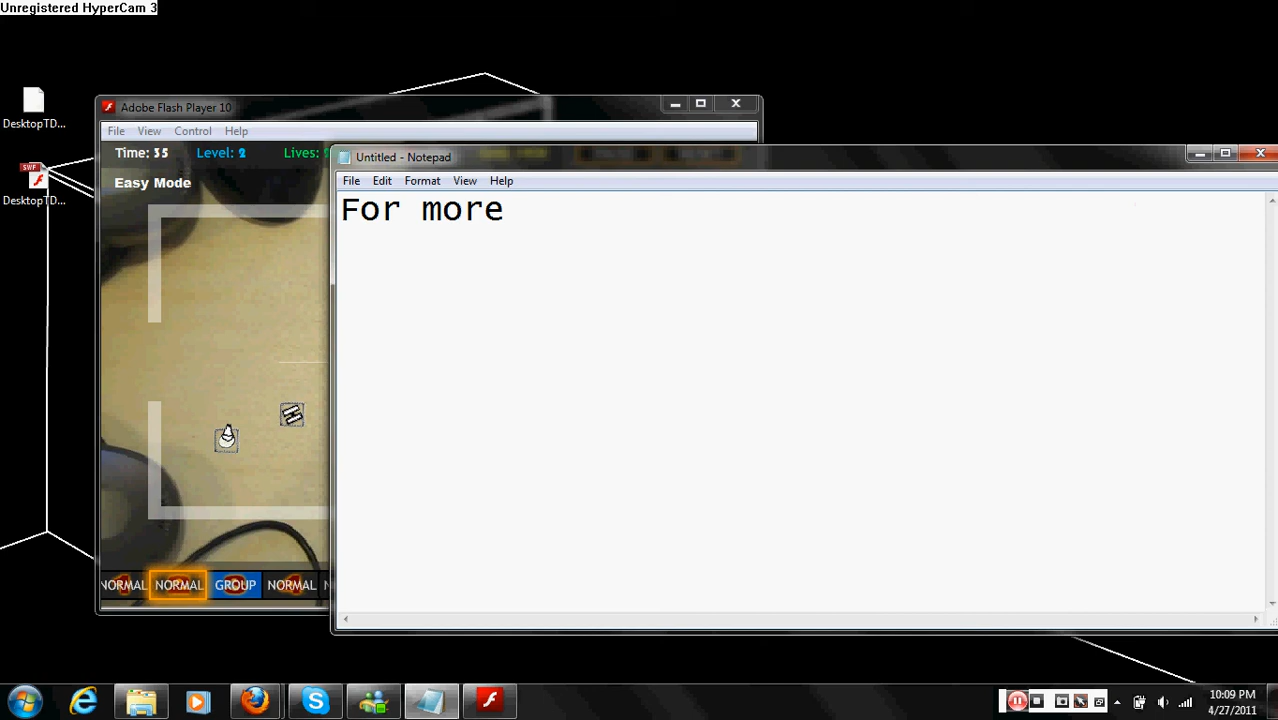 Unregistered HyperCam 3
DesktopTD...
DesktopTD...
SWF
Adobe Flash Player 10
File View Control Help
Time: 35 Level: 2 Lives:
Easy Mode
NORMAL NORMAL GROUP NORMAL
Untitled - Notepad
File Edit Format View Help
For more
10:09 PM
4/27/2011